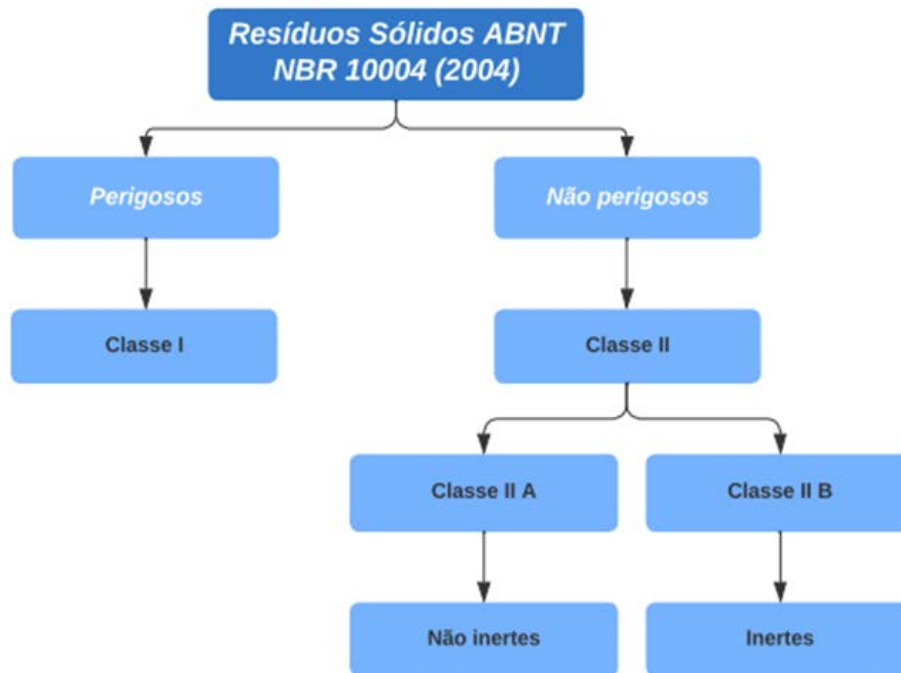 Resíduos Sólidos ABNT
NBR 10004 (2004)
Perigosos
Não perigosos
Classe I
Classe II
Classe II A
Classe II B
Não inertes
Inertes